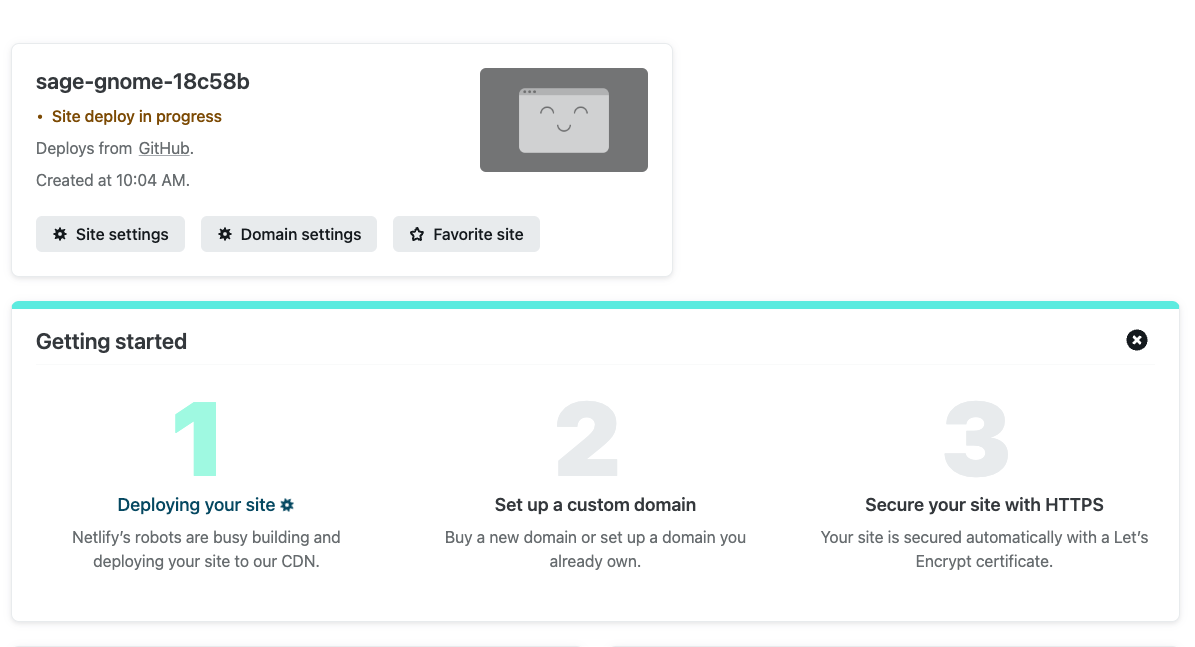 sage-gnome-18c58b
• Site deploy in progress
Deploys from GitHub.
Created at 10:04 AM.
Site settings
Domain settings
Favorite site
Getting started
1
2
3
Deploying your site
Set up a custom domain
Secure your site with HTTPS
Netlify’s robots are busy building and
deploying your site to our CDN.
Buy a new domain or set up a domain you
already own.
Your site is secured automatically with a Let’s
Encrypt certificate.